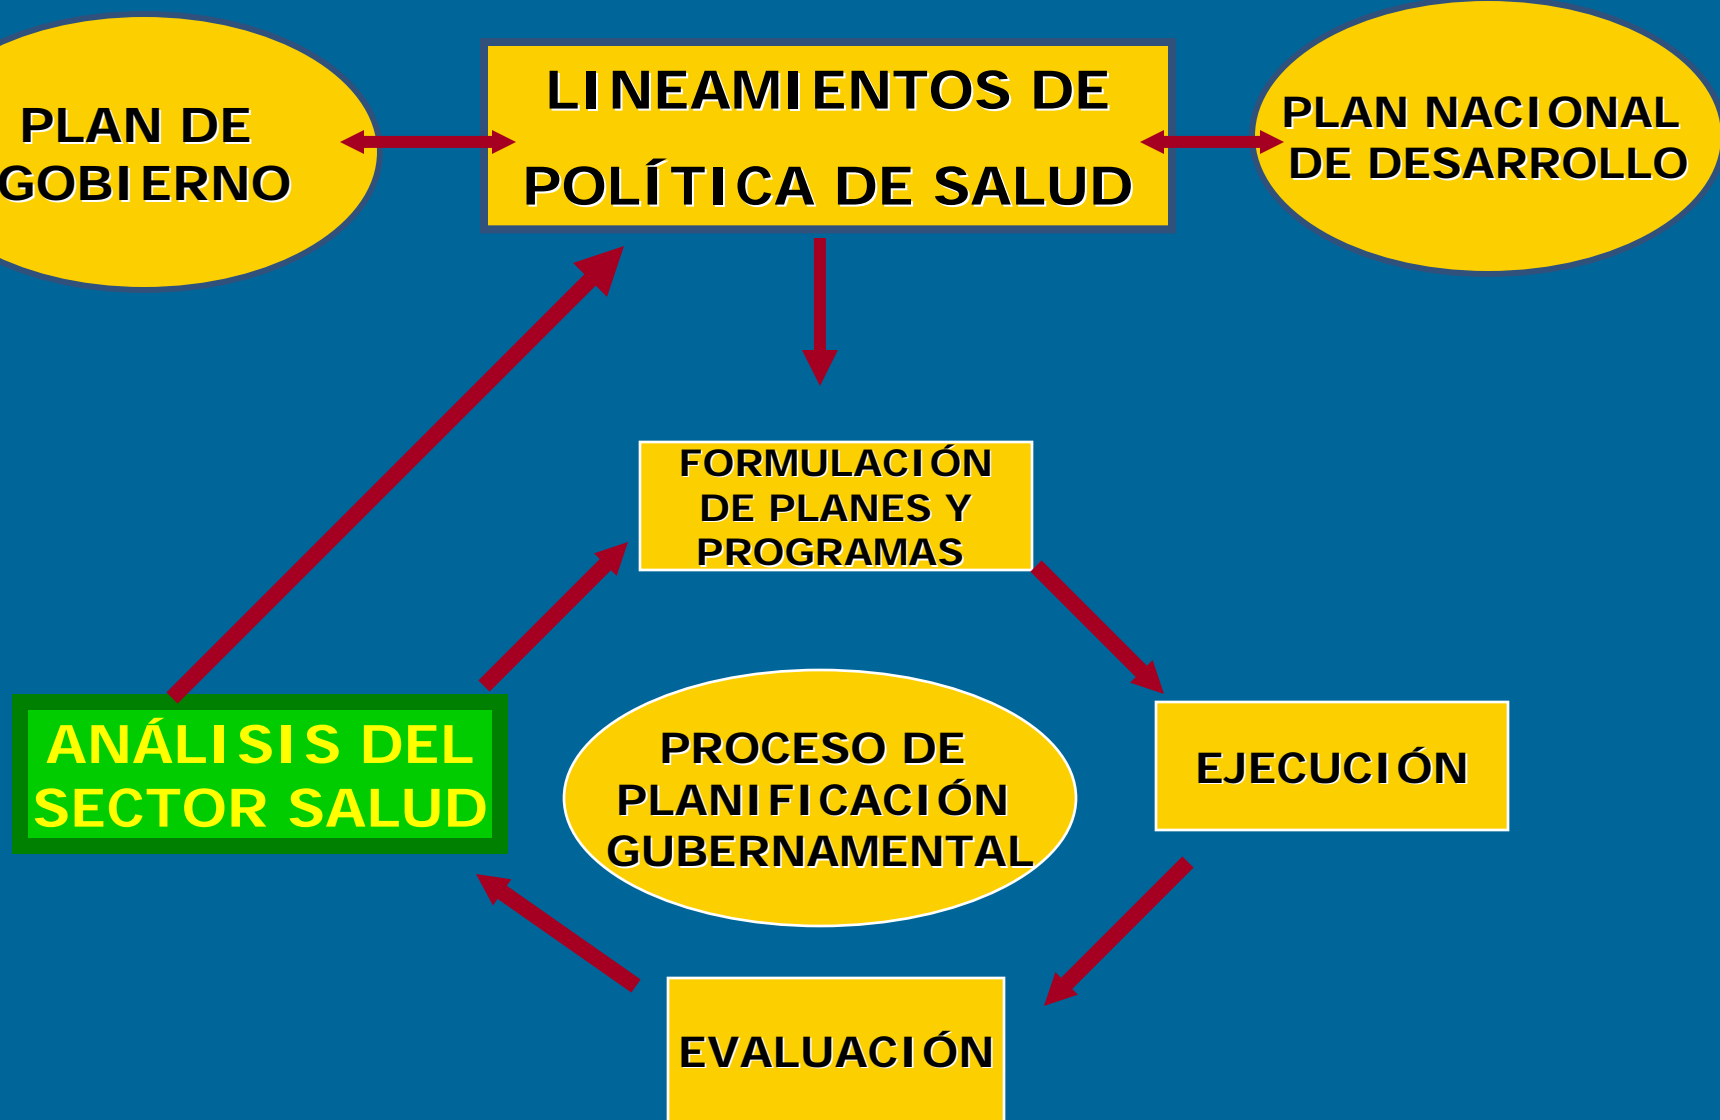 PLAN DE
GOBIERNO
LINEAMIENTOS DE
POLÍTICA DE SALUD
PLAN NACIONAL
DE DESARROLLO
FORMULACIÓN
DE PLANES Y
PROGRAMAS
ANÁLISIS DEL
SECTOR SALUD
PROCESO DE
PLANIFICACIÓN
GUBERNAMENTAL
EJECUCIÓN
EVALUACIÓN